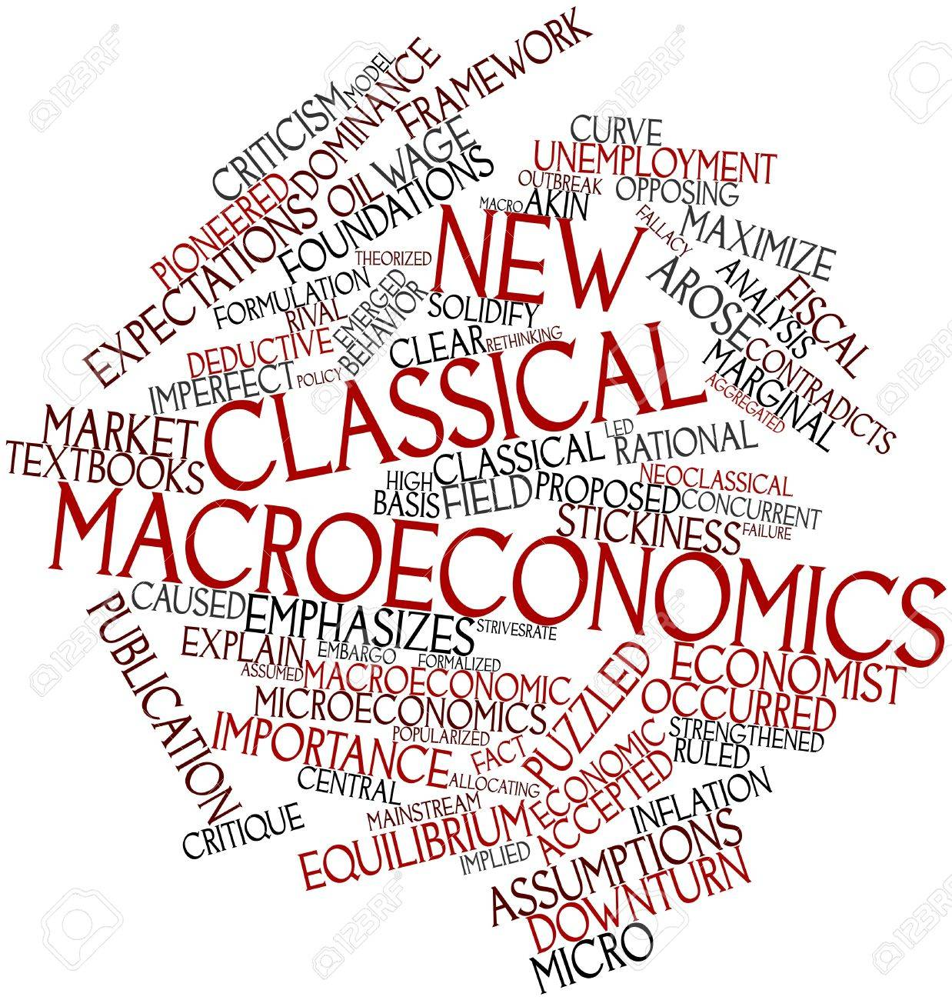 FRAMEWORK
MODEL
DOMINANCE
CRITICISM
WAGE
CURVE
UNEMPLOYMENT
OIL
PIONEERED
FOUNDATIONS
OUTBREAK
OPPOSING
EXPECTATIONS
MACRO
AKIN
FALLACY
MAXIMIZE
NEW
THEORIZED
FORMULATION
ANALYSIS
AROSE
FISCAL
RIVAL
EMERGED
BEHAVIOR
SOLIDIFY
DEDUCTIVE
CLEAR
RETHINKING
CONTRADICTS
MARGINAL
IMPERFECT
POLICY
AGGREGATED
CLASSICAL
MARKET
LED
TEXTBOOKS
CLASSICAL
RATIONAL
HIGH
FIELD
PROPOSED
NEOCLASSICAL
BASIS
CONCURRENT
STICKINESS
FAILURE
MACROECONOMICS
CAUSED
EMPHASIZES
STRIVESRATE
PUBLICATION
EXPLAIN
EMBARGO
FORMALIZED
ECONOMIST
ASSUMED
MACROECONOMIC
PUZZLED
OCCURRED
MICROECONOMICS
IMPORTANCE
POPULARIZED
FACT
STRENGTHENED
RULED
CENTRAL
ALLOCATING
ECONOMIC
ACCEPTED
MAINSTREAM
INFLATION
CRITIQUE
EQUILIBRIUM
IMPLIED
ASSUMPTIONS
DOWNTURN
MICRO
123RF